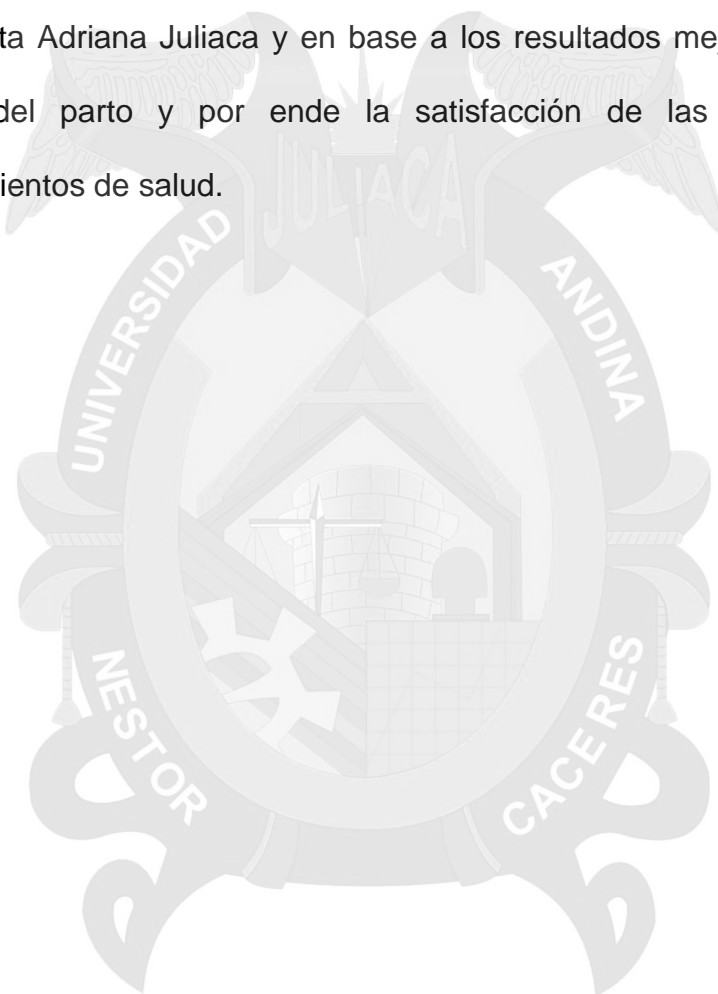 ta Adriana Juliaca y en base a los resultados me
del parto y por ende la satisfacción de las
ientos de salud.
JULIACA
UNIVERSIDAD
ANDINA
NESTOR
CACERES